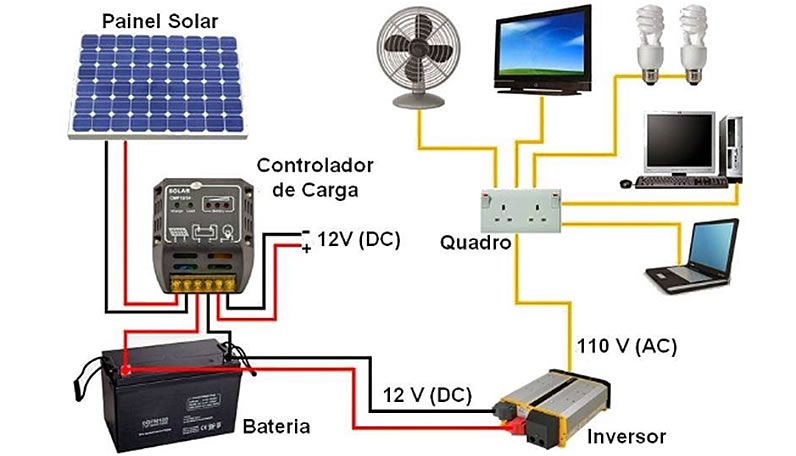 Painel Solar
Controlador
de Carga
SOLAR
12V (DC)
-
+
Quadro
110 V (AC)
12 V (DC)
Bateria
Inversor